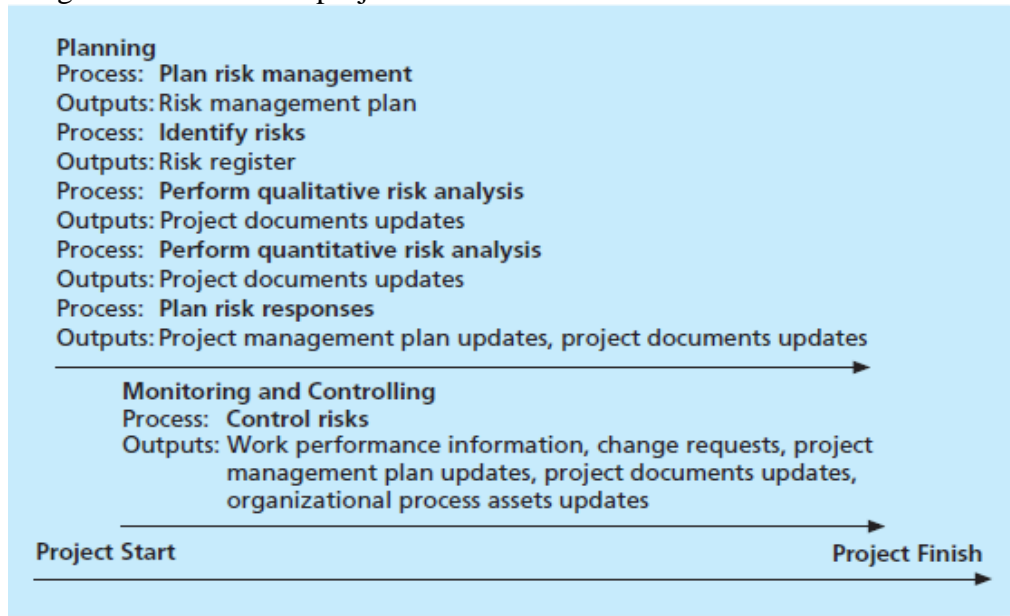 Planning
Process: Plan risk management
Outputs: Risk management plan
Process: Identify risks
Outputs: Risk register
Process: Perform qualitative risk analysis
Outputs: Project documents updates
Process: Perform quantitative risk analysis
Outputs: Project documents updates
Process: Plan risk responses
Outputs: Project management plan updates, project documents updates
Monitoring and Controlling
Process: Control risks
Outputs: Work performance information, change requests, project
management plan updates, project documents updates,
organizational process assets updates
Project Start
Project Finish